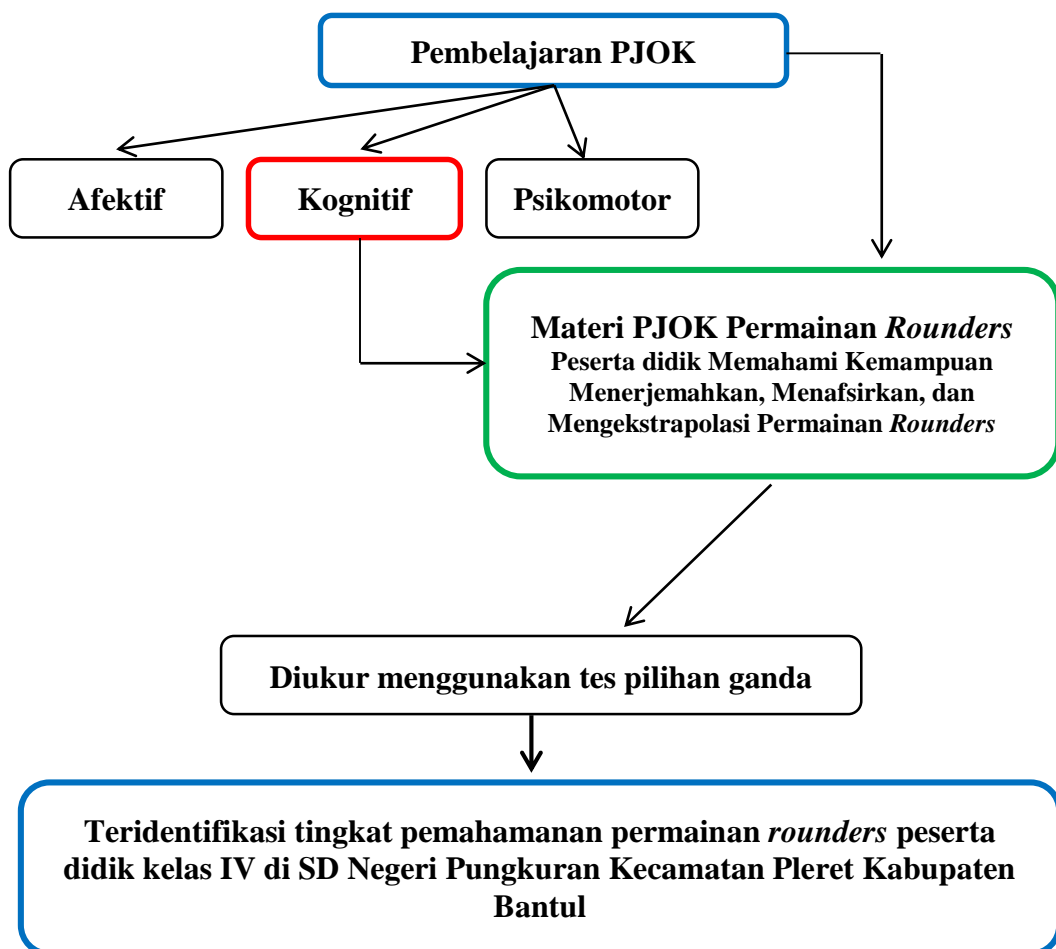 Pembelajaran PJOK
Afektif
Kognitif
Psikomotor
Materi PJOK Permainan Rounders
Peserta didik Memahami Kemampuan
Menerjemahkan, Menafsirkan, dan
Mengekstrapolasi Permainan Rounders
Diukur menggunakan tes pilihan ganda
Teridentifikasi tingkat pemahamanan permainan rounders peserta
didik kelas IV di SD Negeri Pungkuran Kecamatan Pleret Kabupaten
Bantul